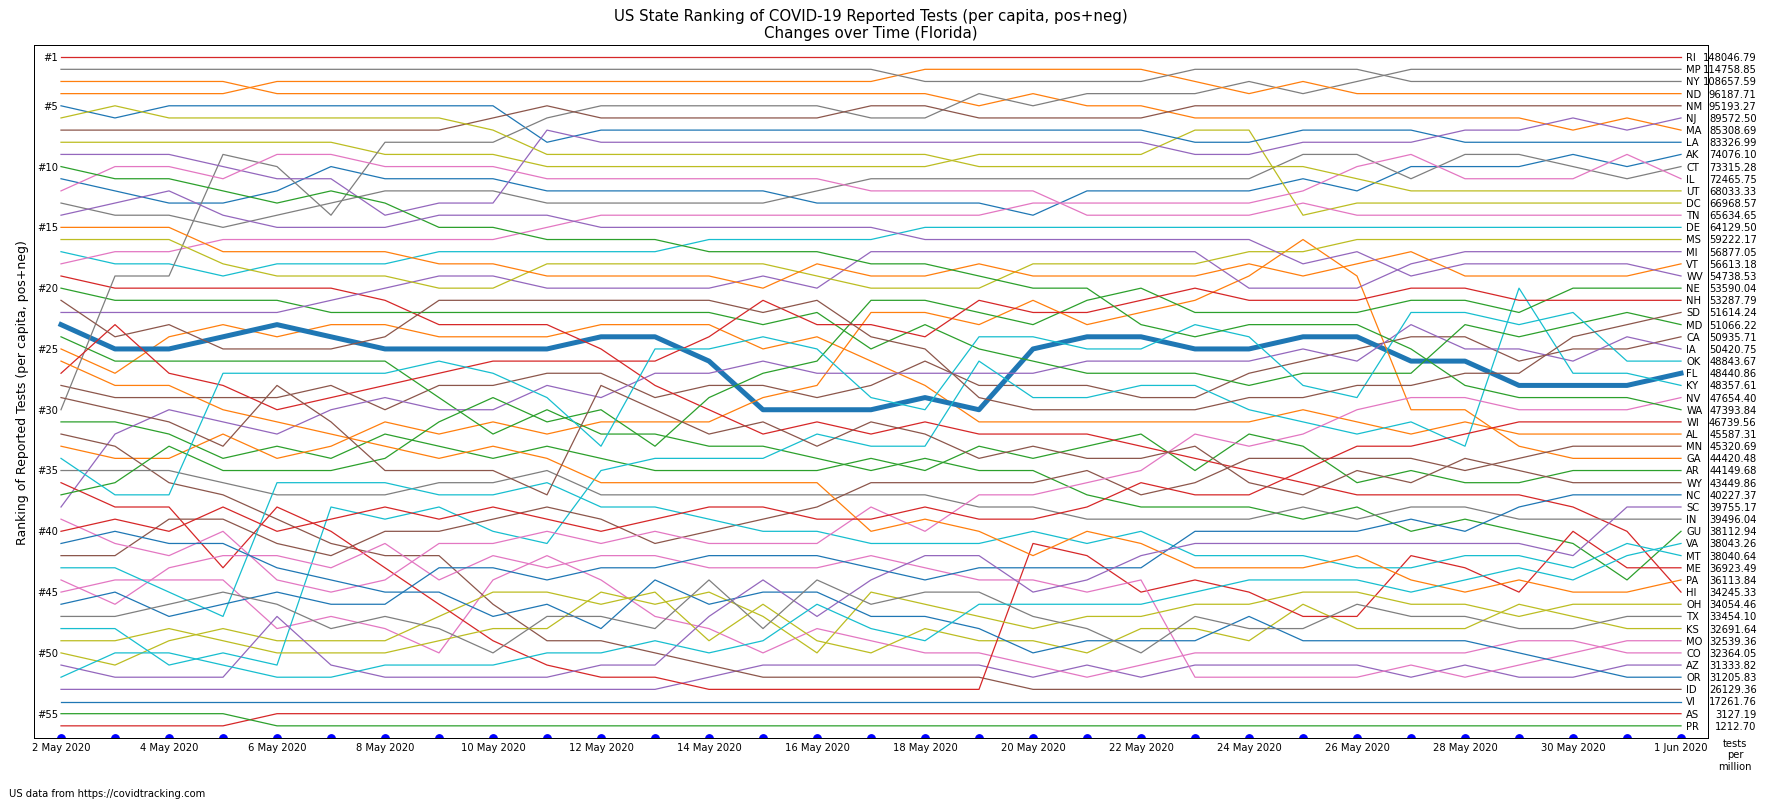 US State Ranking of COVID-19 Reported Tests (per capita, pos+neg)
Changes over Time (Florida)
Ranking of Reported Tests (per capita, pos+neg)
#1
#5
#10
#15
#20
#25
#30
#35
#40
#45
#50
#55
RI 148046.79
MP 114758.85
NY 108657.59
ND 96187.71
NM 95193.27
NJ 89572.50
MA 85308.69
LA 83326.99
AK 74076.10
CT 73315.28
IL 72465.75
UT 68033.33
DC 66968.57
TN 65634.65
DE 64129.50
MS 59222.17
MI 56877.05
VT 56613.18
WV 54738.53
NE 53590.04
NH 53287.79
SD 51614.24
MD 51066.22
CA 50935.71
IA 50420.75
OK 48843.67
FL 48440.86
KY 48357.61
NV 47654.40
WA 47393.84
WI 46739.56
AL 45587.31
MN 45320.69
GA 44420.48
AR 44149.68
WY 43449.86
NC 40227.37
SC 39755.17
IN 39496.04
GU 38112.94
VA 38043.26
MT 38040.64
ME 36923.49
PA 36113.84
HI 34245.33
OH 34054.46
TX 33454.10
KS 32691.64
MO 32539.36
CO 32364.05
AZ 31333.82
OR 31205.83
ID 26129.36
VI 17261.76
AS 3127.19
PR 1212.70
2 May 2020 4 May 2020 6 May 2020 8 May 2020 10 May 2020 12 May 2020 14 May 2020 16 May 2020 18 May 2020 20 May 2020 22 May 2020 24 May 2020 26 May 2020 28 May 2020 30 May 2020 1 Jun 2020
tests
per
million
US data from https://covidtracking.com